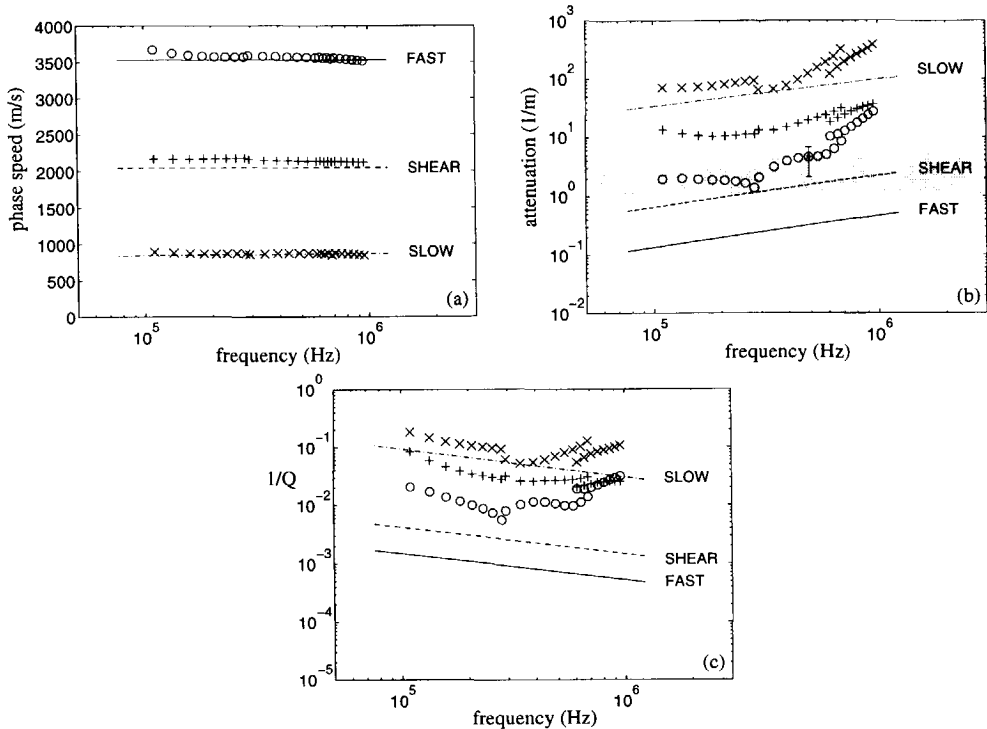 4000
3500
3000
2500
2000
1500
1000
500
0
phase speed (m/s)
FAST
SHEAR
SLOW
(a)
10^5
10^6
frequency (Hz)
10^3
10^2
10^1
10^0
10^-1
10^-2
attenuation (1/m)
SLOW
SHEAR
FAST
(b)
10^5
10^6
frequency (Hz)
10^0
10^-1
10^-2
10^-3
10^-4
10^-5
1/Q
SLOW
SHEAR
FAST
(c)
10^5
10^6
frequency (Hz)